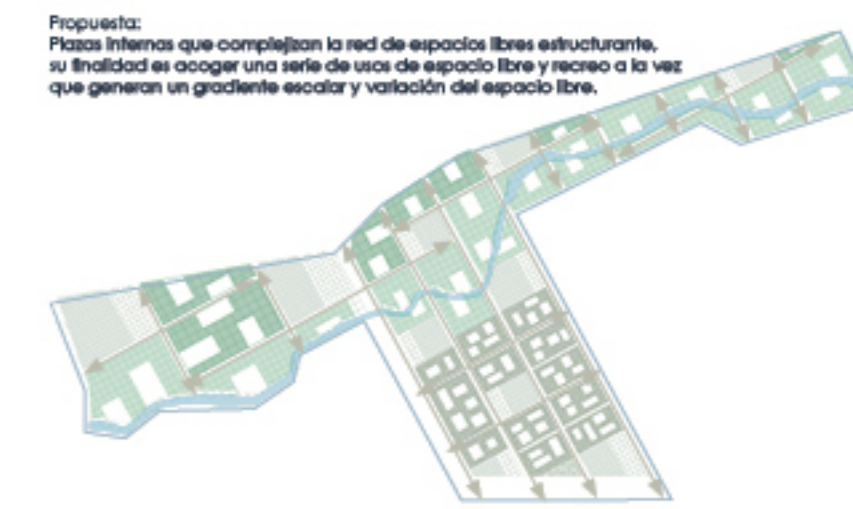 Propuesta:
Plazas internas que complejizan la red de espacios libres estructurante,
su finalidad es acoger una serie de usos de espacio libre y recreo a la vez
que generan un gradiente escalar y variación del espacio libre.